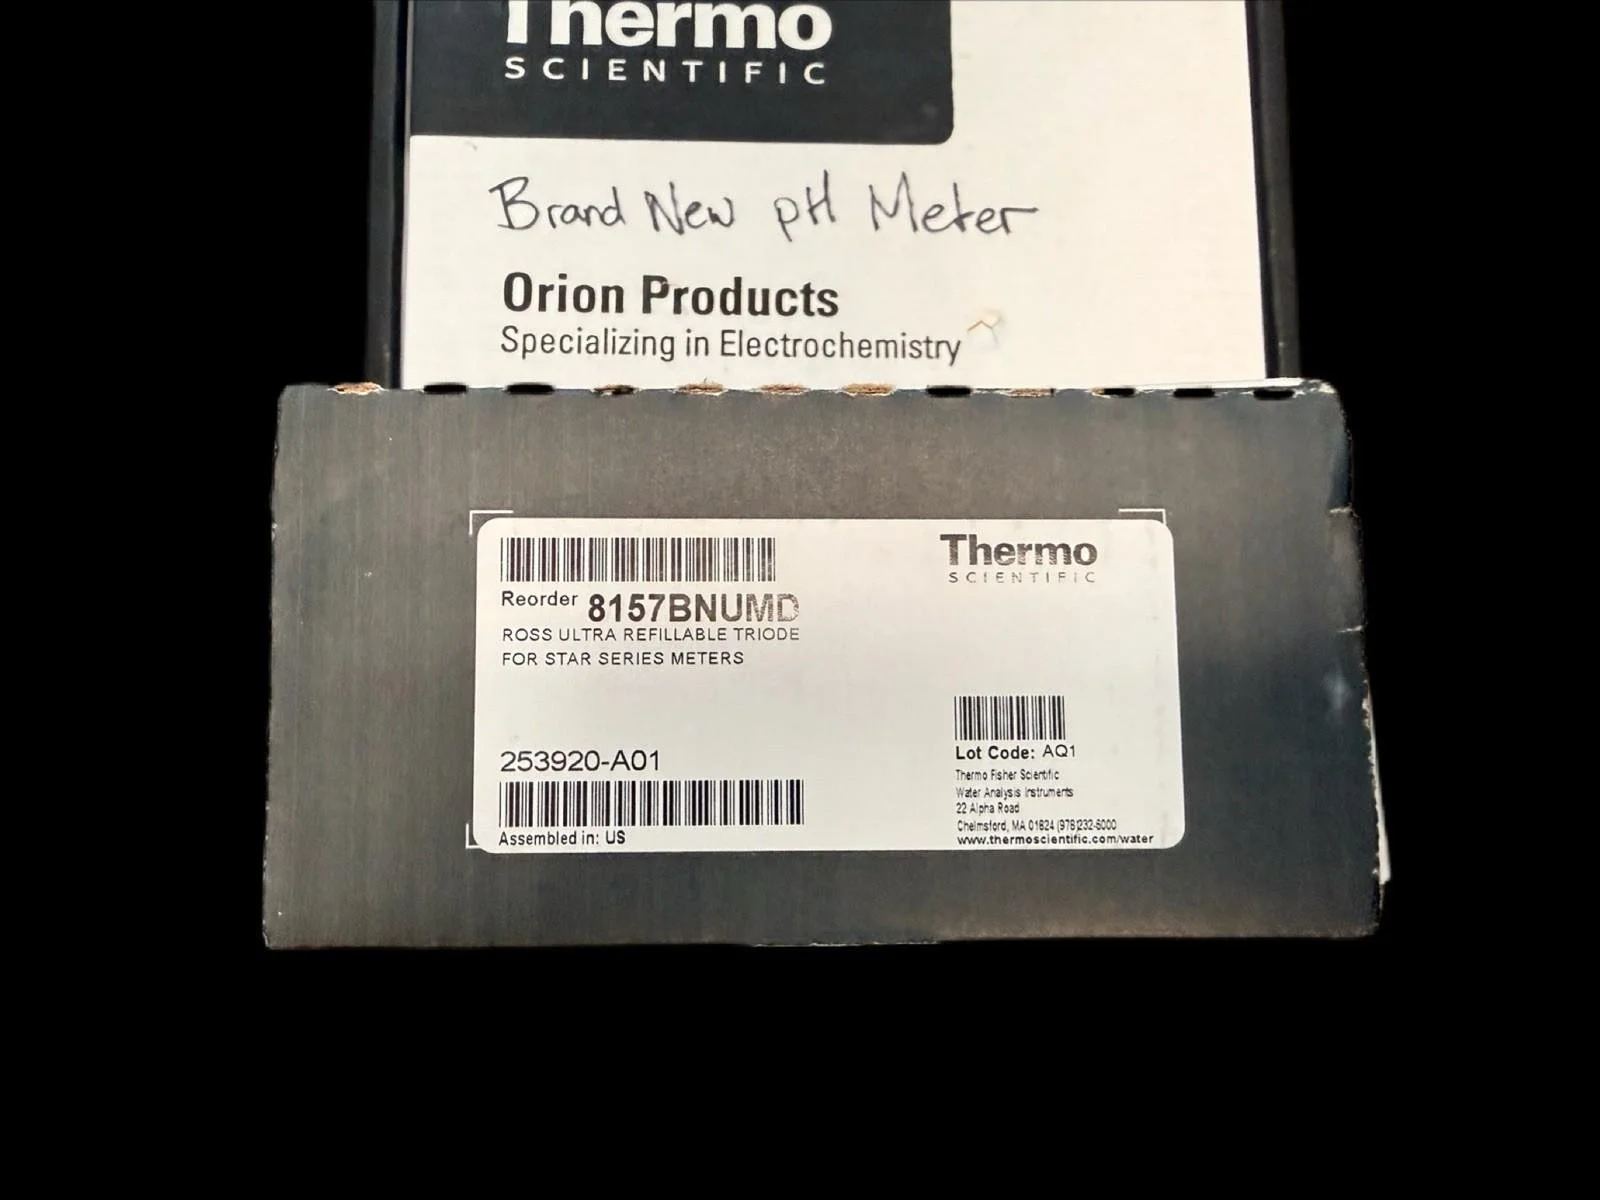 Thermo
SCIENTIFIC
Brand New pH Meter
Orion Products
Specializing in Electrochemistry
Thermo
SCIENTIFIC
Reorder 8157BNUMD
ROSS ULTRA REFILLABLE TRIODE
FOR STAR SERIES METERS
253920-A01
Assembled in: US
Lot Code: AQ1
Thermo Fisher Scientific
Water Analysis Instruments
22 Alpha Road
Chelmsford, MA 01824 (978)232-6000
www.thermoscientific.com/water